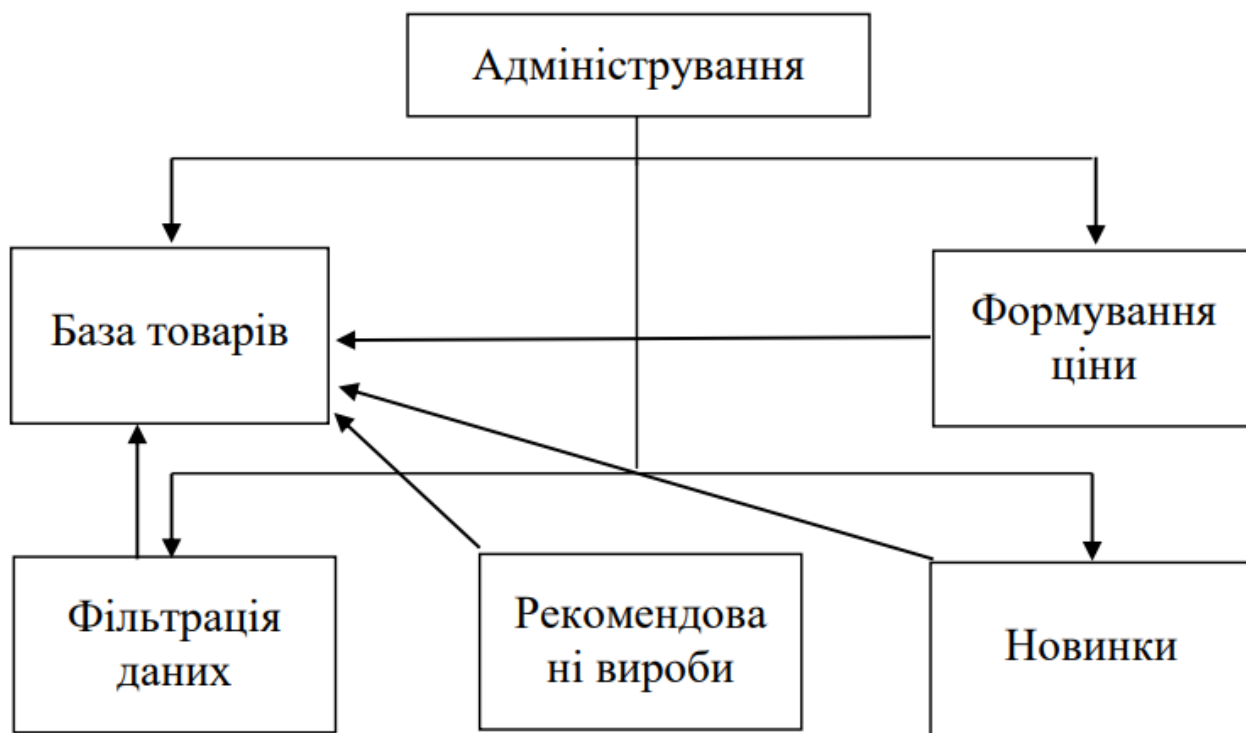 Адміністрування
База товарів
Формування
ціни
Фільтрація
даних
Рекомендова
ні вироби
Новинки